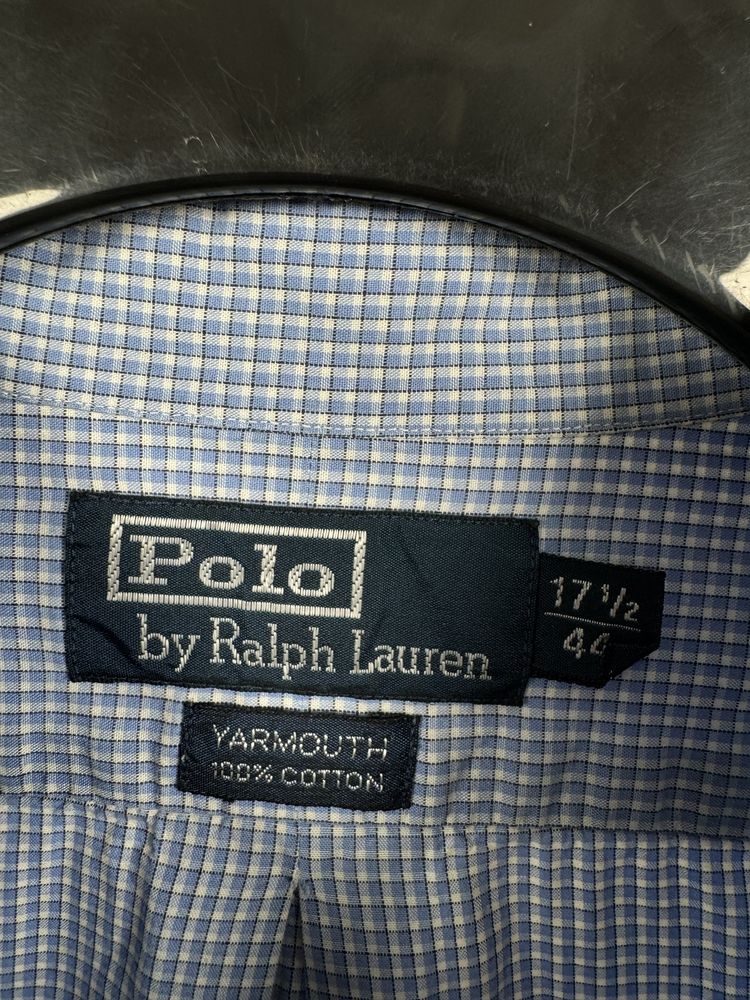 Polo
by Ralph Lauren
17 1/2
44
YARMOUTH
100% COTTON